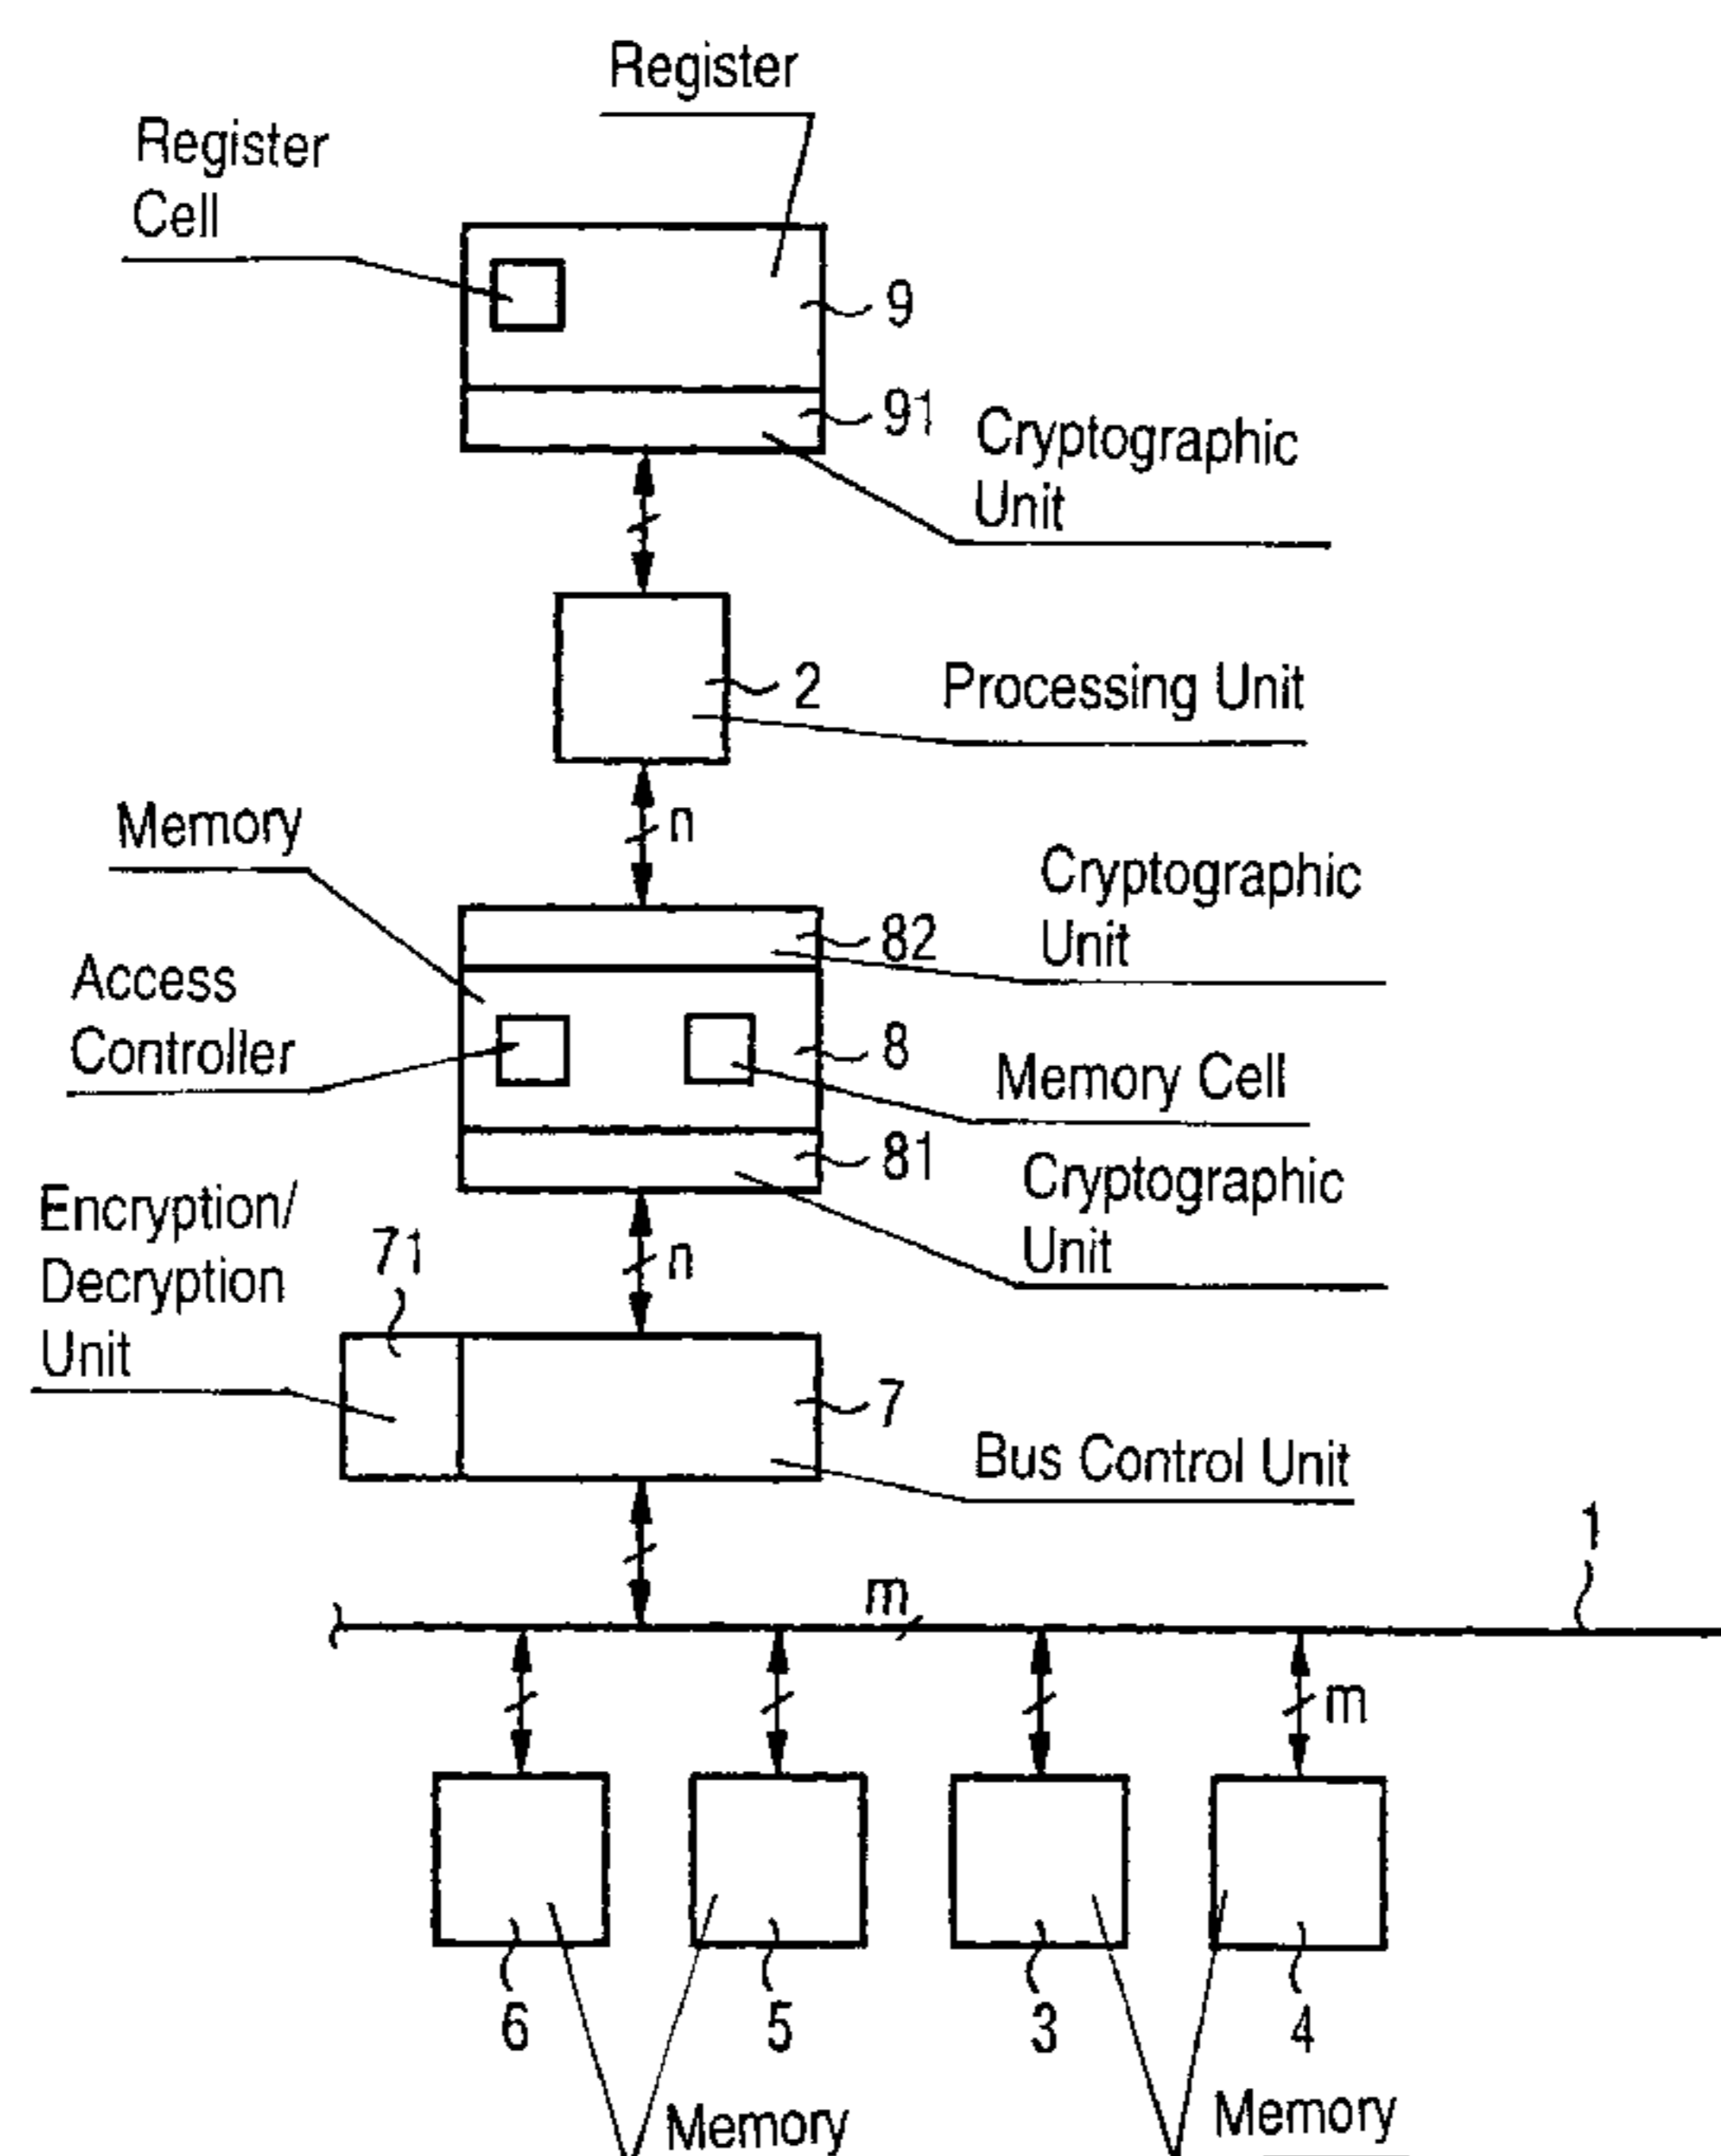 Register
Register
Cell
9
91
Cryptographic
Unit
2
Processing Unit
n
Memory
Cryptographic
Unit
82
Access
Controller
8
Memory Cell
81
Cryptographic
Unit
Encryption/
Decryption
Unit
71
n
7
Bus Control Unit
1
m
m
6
5
3
4
Memory
Memory